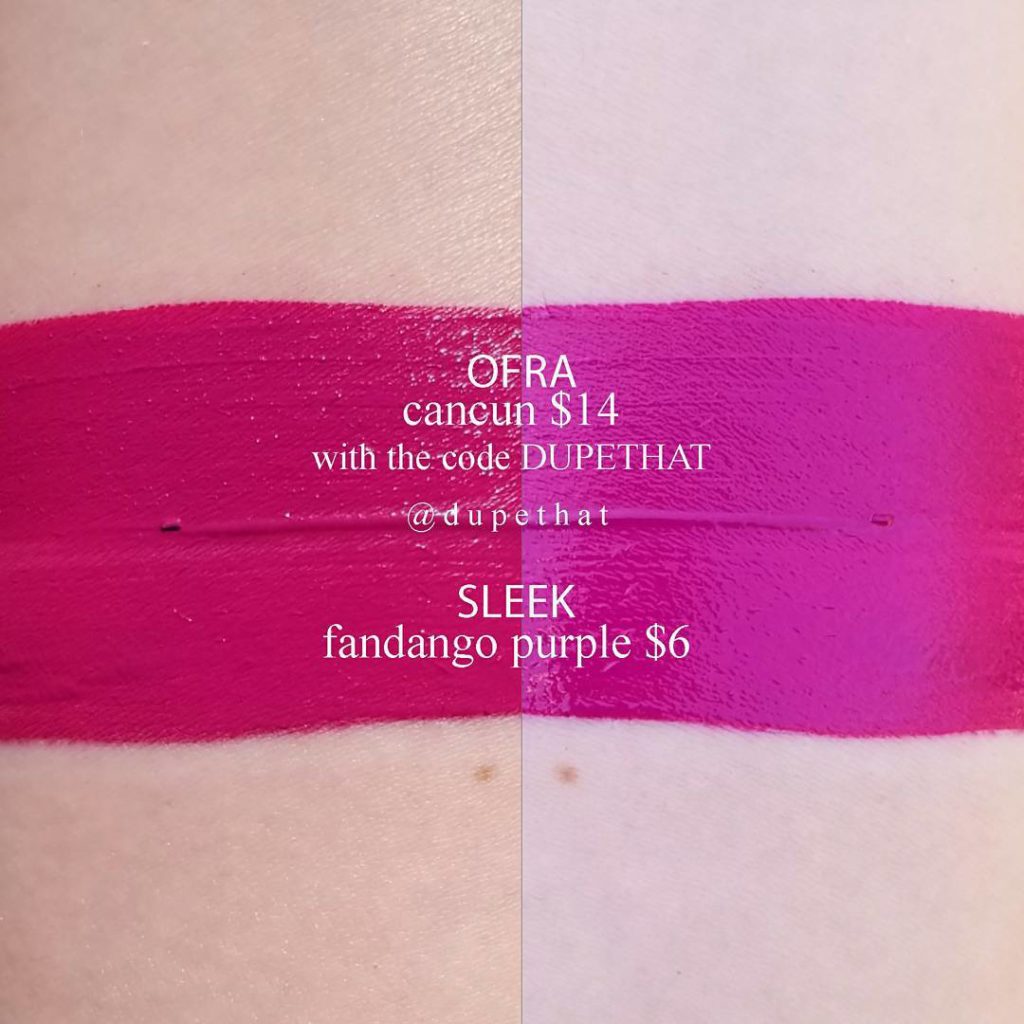 OFRA
cancun $14
with the code DUPETHAT
@dupethat
SLEEK
fandango purple $6